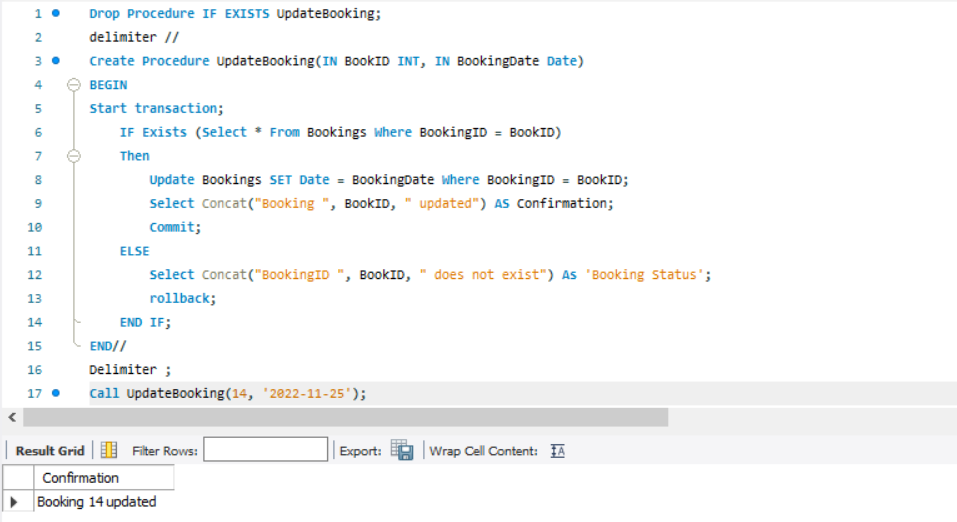 1 Drop Procedure IF EXISTS UpdateBooking;
2 delimiter //
3 Create Procedure UpdateBooking(IN BookID INT, IN BookingDate Date)
4 BEGIN
5 Start transaction;
6 IF Exists (Select * From Bookings Where BookingID = BookID)
7 Then
8 Update Bookings SET Date = BookingDate Where BookingID = BookID;
9 Select Concat("Booking ", BookID, " updated") AS Confirmation;
10 Commit;
11 ELSE
12 Select Concat("BookingID ", BookID, " does not exist") As 'Booking Status';
13 rollback;
14 END IF;
15 END//
16 Delimiter ;
17 Call UpdateBooking(14, '2022-11-25');
Result Grid Filter Rows: Export: Wrap Cell Content: IA
Confirmation
Booking 14 updated